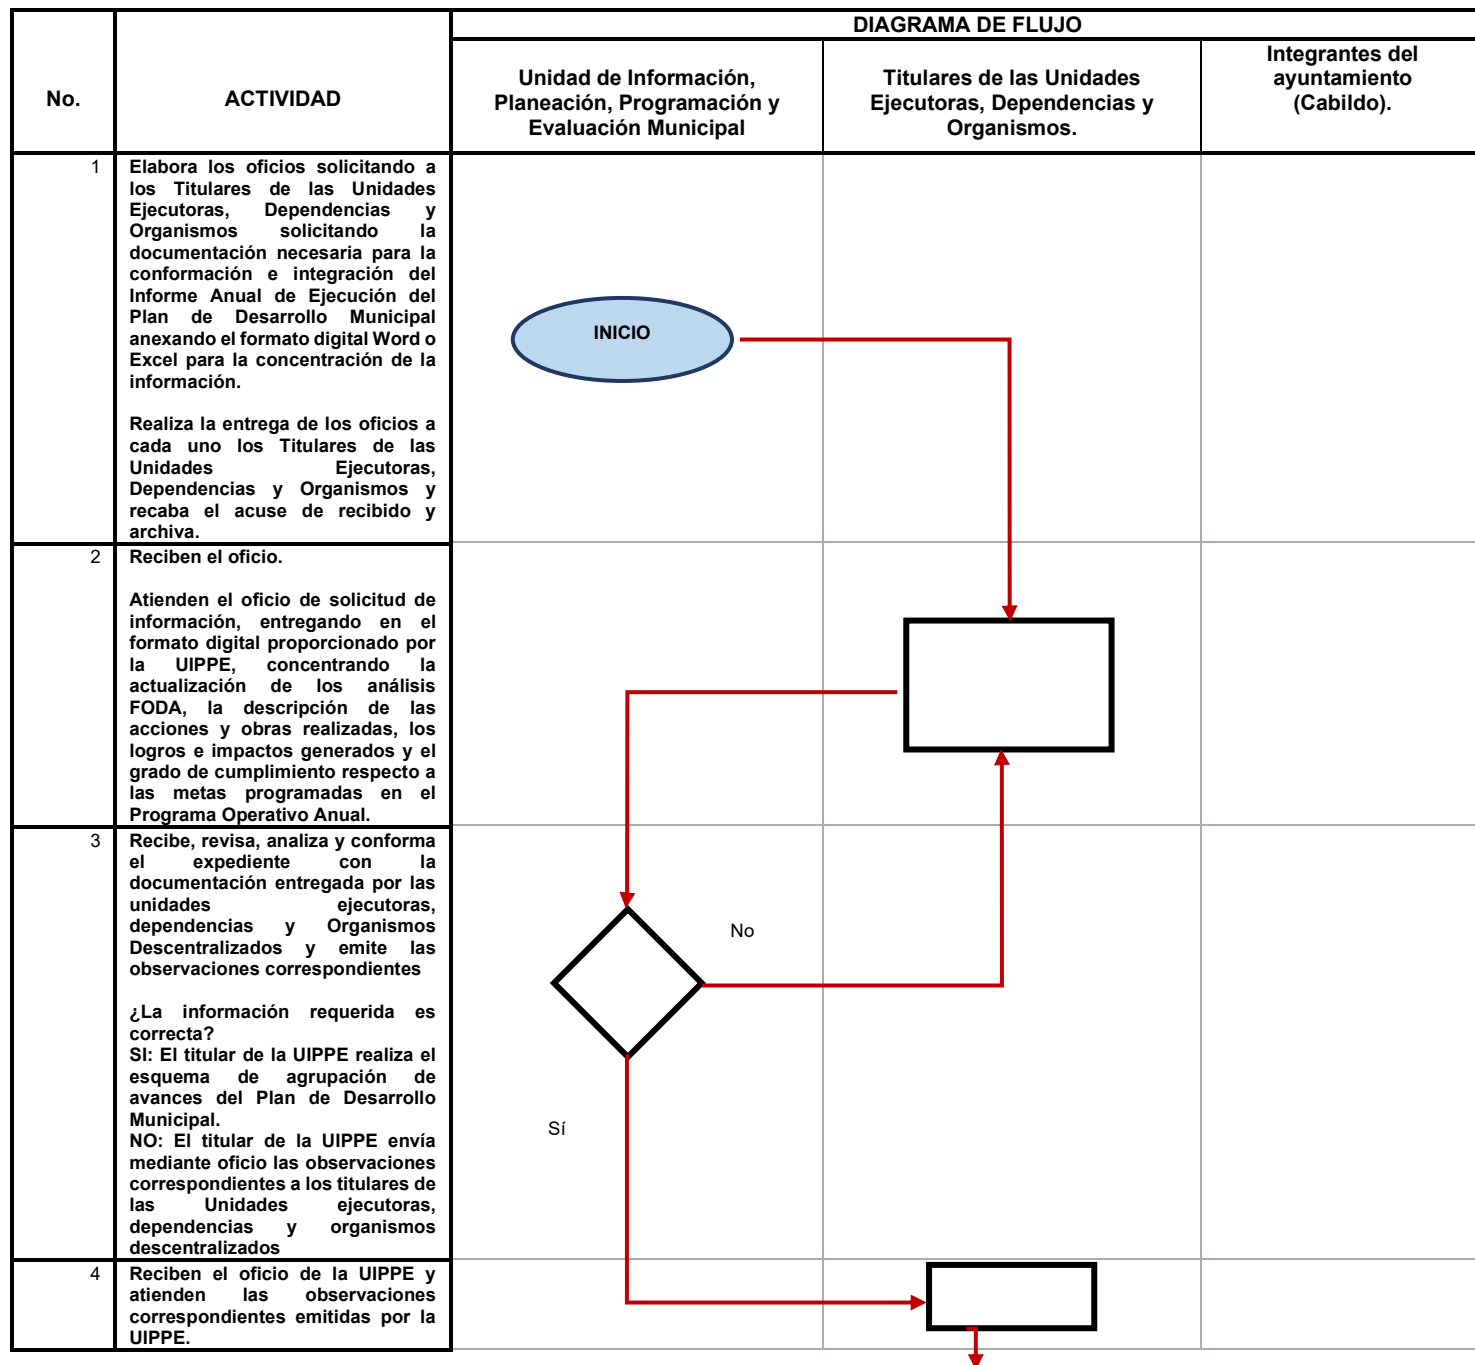 DIAGRAMA DE FLUJO
No.
ACTIVIDAD
Unidad de Información,
Planeación, Programación y
Evaluación Municipal
Titulares de las Unidades
Ejecutoras, Dependencias y
Organismos.
Integrantes del
ayuntamiento
(Cabildo).
1
Elabora los oficios solicitando a
los Titulares de las Unidades
Ejecutoras, Dependencias y
Organismos solicitando la
documentación necesaria para la
conformación e integración del
Informe Anual de Ejecución del
Plan de Desarrollo Municipal
anexando el formato digital Word o
Excel para la concentración de la
información.
Realiza la entrega de los oficios a
cada uno los Titulares de las
Unidades Ejecutoras,
Dependencias y Organismos y
recaba el acuse de recibido y
archiva.
INICIO
2
Reciben el oficio.
Atienden el oficio de solicitud de
información, entregando en el
formato digital proporcionado por
la UIPPE, concentrando la
actualización de los análisis
FODA, la descripción de las
acciones y obras realizadas, los
logros e impactos generados y el
grado de cumplimiento respecto a
las metas programadas en el
Programa Operativo Anual.
3
Recibe, revisa, analiza y conforma
el expediente con la
documentación entregada por las
unidades ejecutoras,
dependencias y Organismos
Descentralizados y emite las
observaciones correspondientes
¿La información requerida es
correcta?
SI: El titular de la UIPPE realiza el
esquema de agrupación de
avances del Plan de Desarrollo
Municipal.
NO: El titular de la UIPPE envía
mediante oficio las observaciones
correspondientes a los titulares de
las Unidades ejecutoras,
dependencias y organismos
descentralizados
No
Sí
4
Reciben el oficio de la UIPPE y
atienden las observaciones
correspondientes emitidas por la
UIPPE.